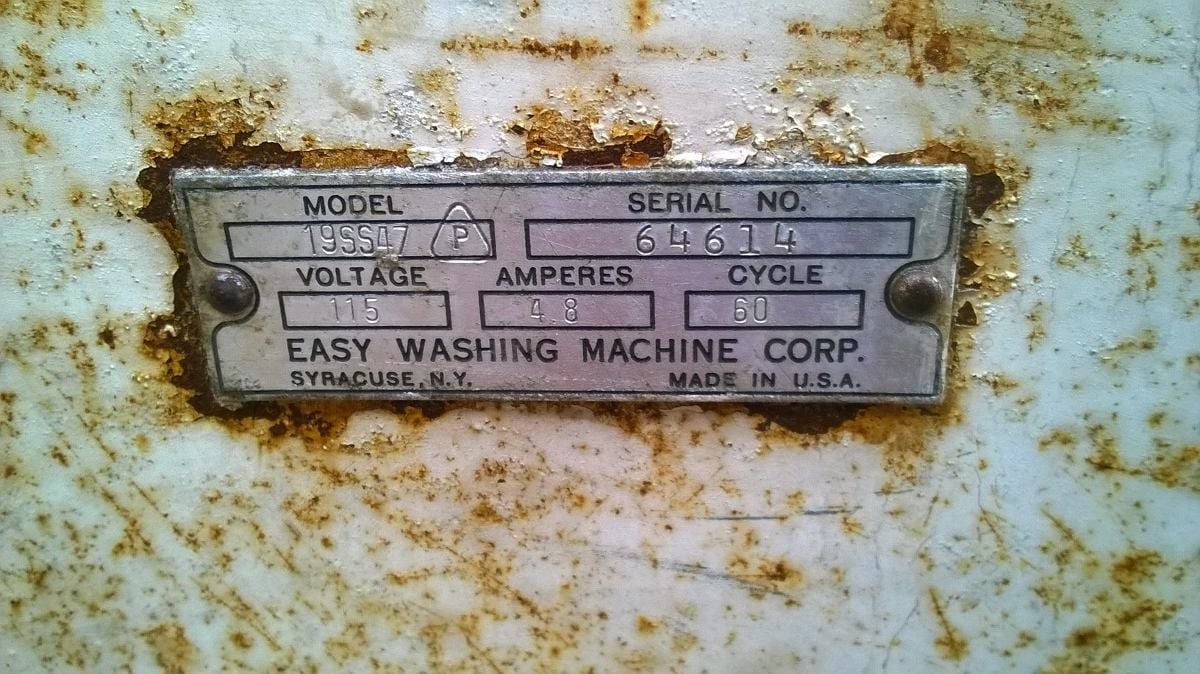 MODEL SERIAL NO.
19SS47 P 64614
VOLTAGE AMPERES CYCLE
115 4.8 60
EASY WASHING MACHINE CORP.
SYRACUSE, N.Y. MADE IN U.S.A.